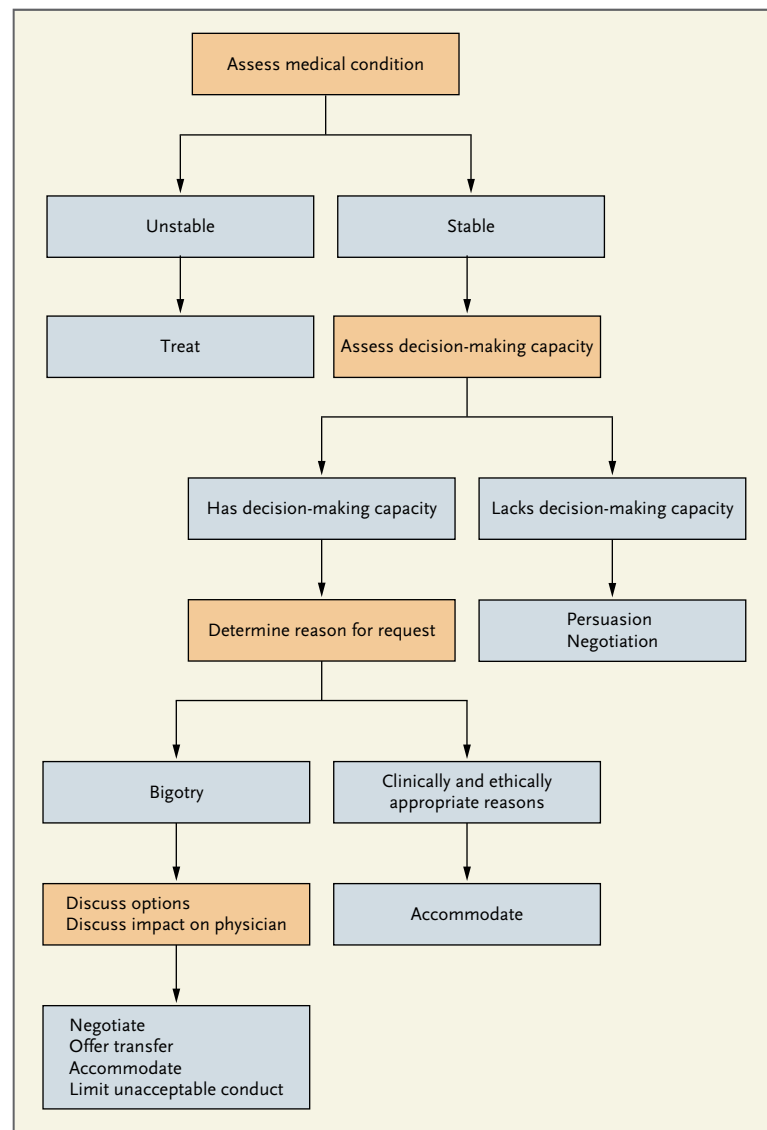 Assess medical condition
Unstable
Stable
Treat
Assess decision-making capacity
Has decision-making capacity
Lacks decision-making capacity
Determine reason for request
Persuasion
Negotiation
Bigotry
Clinically and ethically
appropriate reasons
Discuss options
Discuss impact on physician
Accommodate
Negotiate
Offer transfer
Accommodate
Limit unacceptable conduct